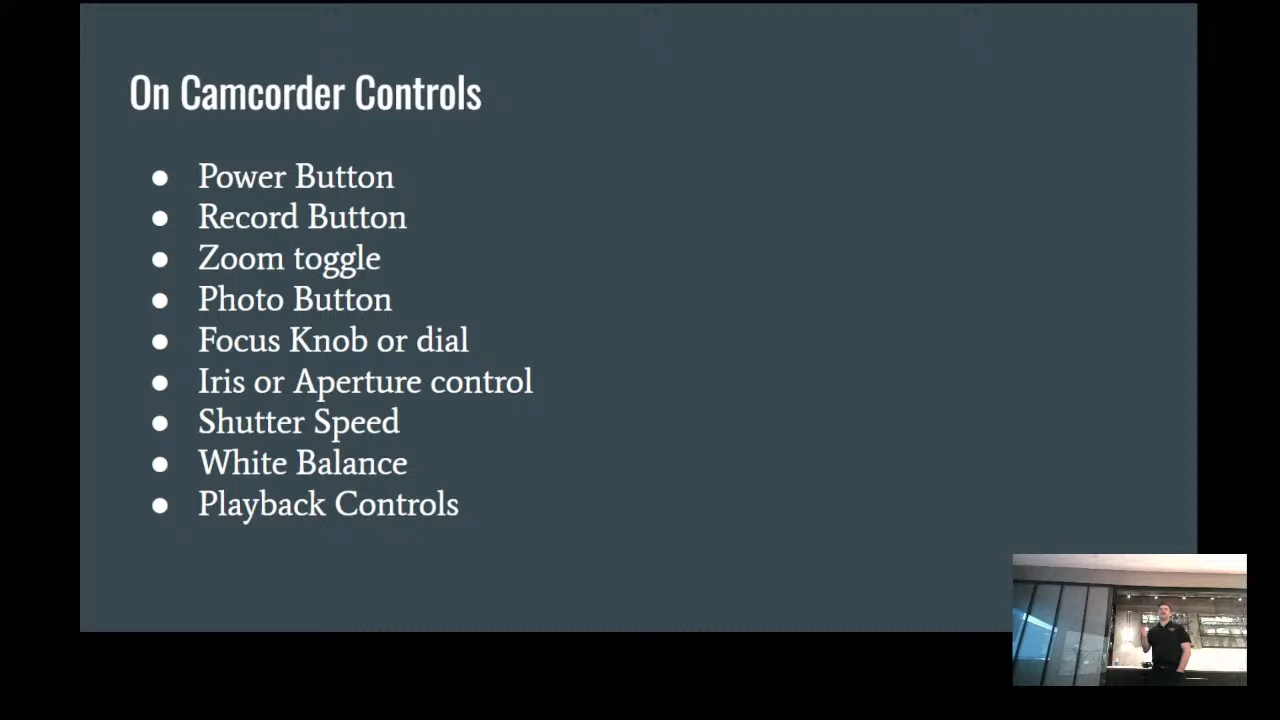 On Camcorder Controls
● Power Button
● Record Button
● Zoom toggle
● Photo Button
● Focus Knob or dial
● Iris or Aperture control
● Shutter Speed
● White Balance
● Playback Controls